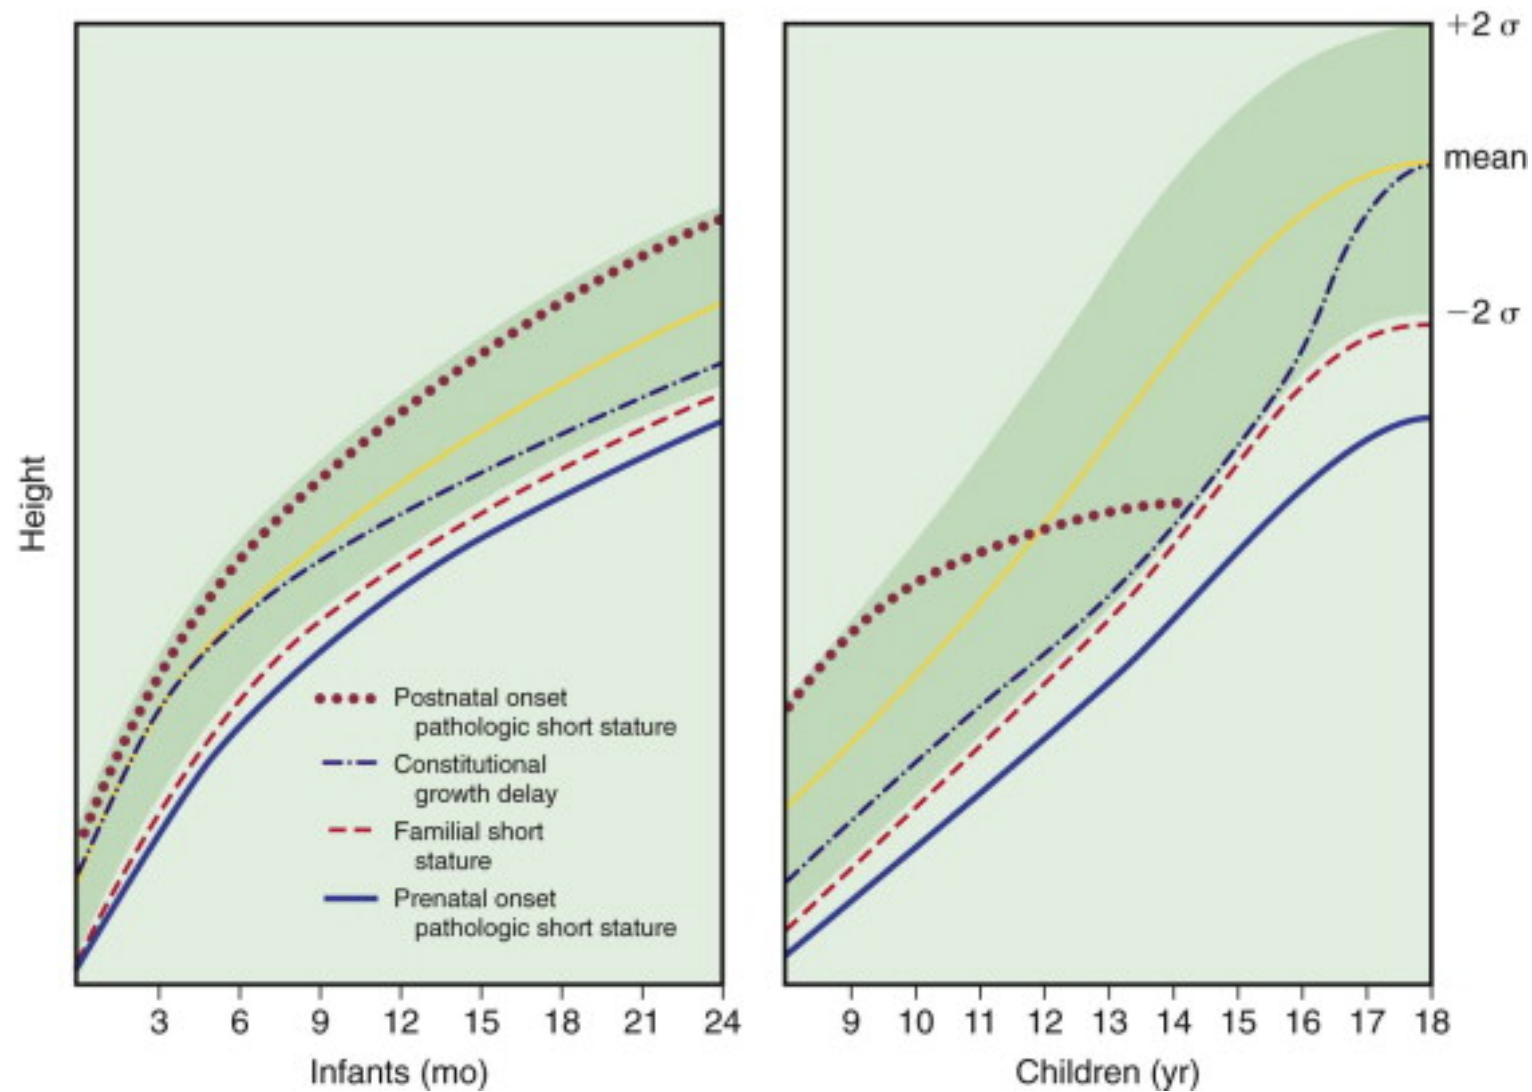 +2 σ
mean
−2 σ
Height
Postnatal onset
pathologic short stature
Constitutional
growth delay
Familial short
stature
Prenatal onset
pathologic short stature
3 6 9 12 15 18 21 24
Infants (mo)
9 10 11 12 13 14 15 16 17 18
Children (yr)